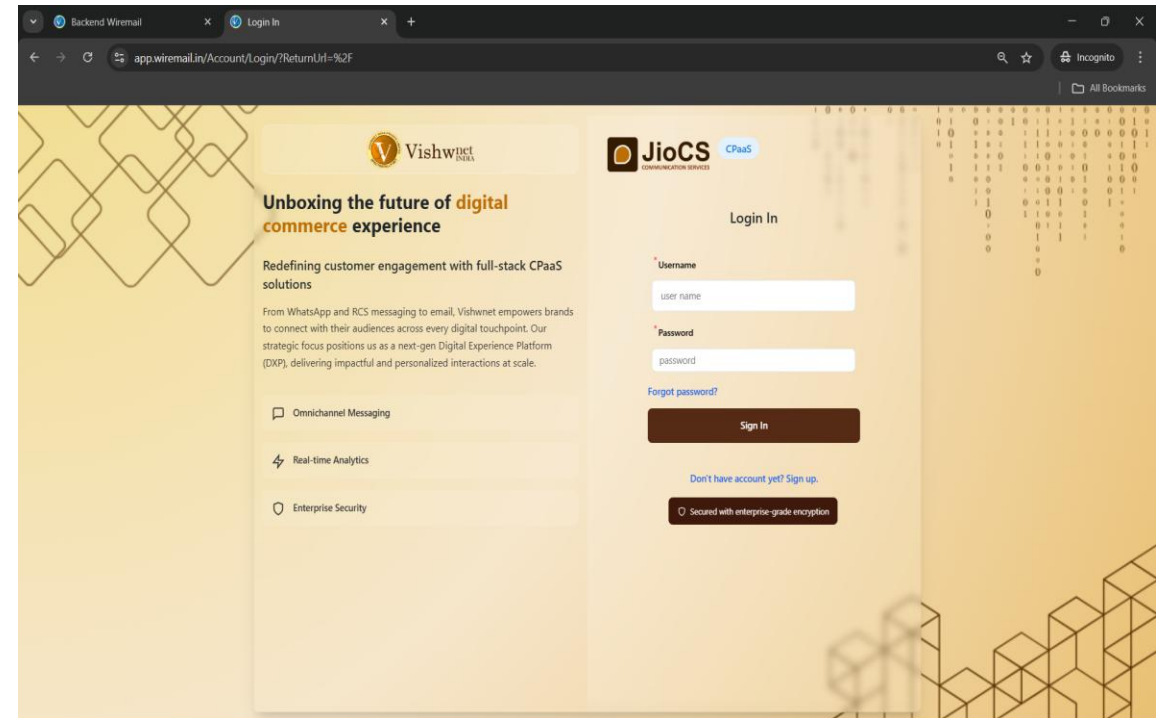 Backend Wiremail
Login In
app.wiremail.in/Account/Login/?ReturnUrl=%2F
Incognito
All Bookmarks
Vishwnet
INDIA
Unboxing the future of digital
commerce experience
Redefining customer engagement with full-stack CPaaS
solutions
From WhatsApp and RCS messaging to email, Vishwnet empowers brands
to connect with their audiences across every digital touchpoint. Our
strategic focus positions us as a next-gen Digital Experience Platform
(DXP), delivering impactful and personalized interactions at scale.
Omnichannel Messaging
Real-time Analytics
Enterprise Security
JioCS
COMMUNICATION SERVICES
CPaaS
Login In
*Username
user name
*Password
password
Forgot password?
Sign In
Don't have account yet? Sign up.
Secured with enterprise-grade encryption